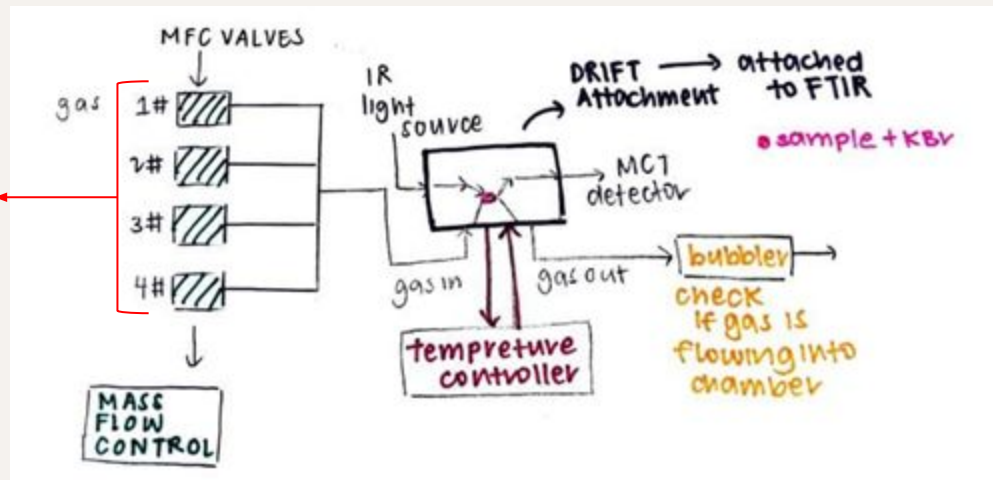 MFC VALVES
gas
1#
2#
3#
4#
MASS
FLOW
CONTROL
IR
light
source
DRIFT
Attachment
attached
to FTIR
sample + KBr
MCT
detector
gas in
gas out
tempreture
controller
bubbler
check
if gas is
flowing into
chamber